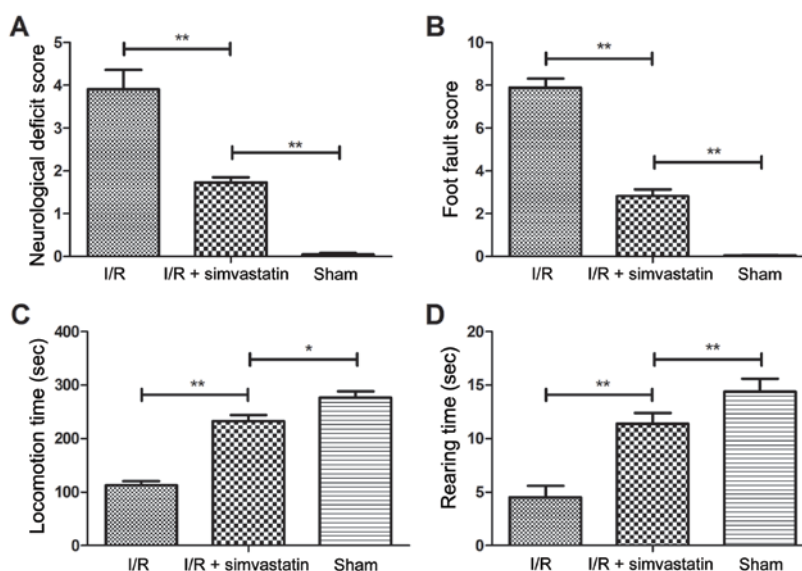 A
Neurological deficit score
5
4
3
2
1
0
**
**
I/R
I/R + simvastatin
Sham
B
Foot fault score
10
8
6
4
2
0
**
**
I/R
I/R + simvastatin
Sham
C
Locomotion time (sec)
400
300
200
100
0
**
*
I/R
I/R + simvastatin
Sham
D
Rearing time (sec)
20
15
10
5
0
**
**
I/R
I/R + simvastatin
Sham